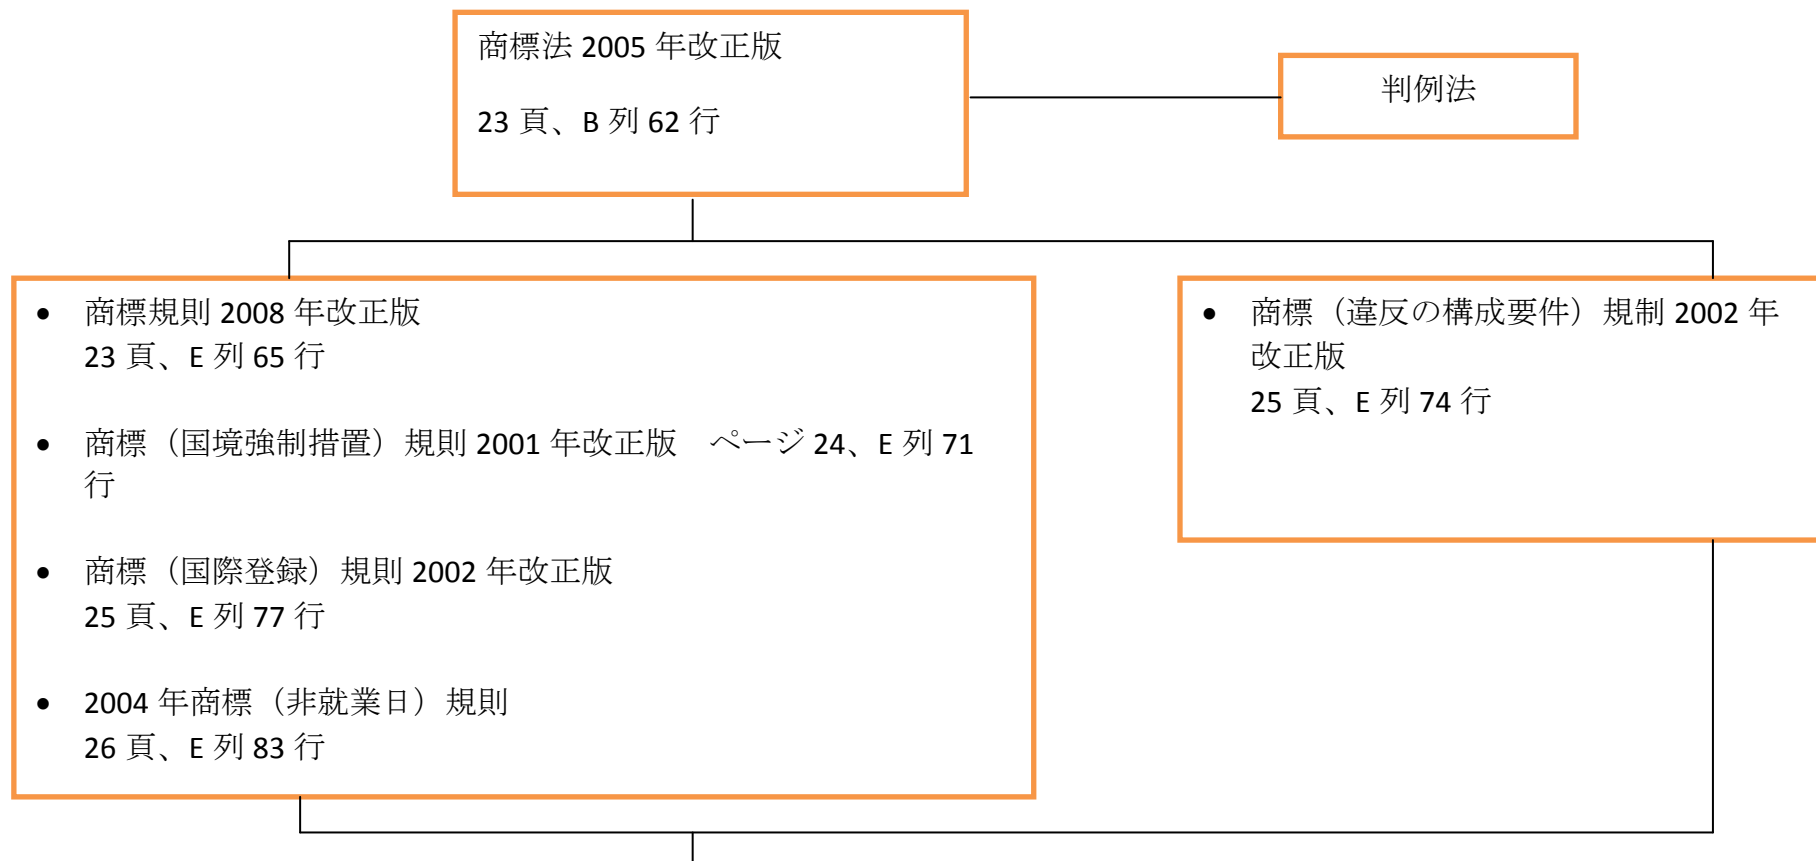 商標法 2005 年改正版
23 頁、B 列 62 行
判例法
• 商標規則 2008 年改正版
23 頁、E 列 65 行
• 商標（国境強制措置）規則 2001 年改正版　ページ 24、E 列 71
行
• 商標（国際登録）規則 2002 年改正版
25 頁、E 列 77 行
• 2004 年商標（非就業日）規則
26 頁、E 列 83 行
• 商標（違反の構成要件）規制 2002 年
改正版
25 頁、E 列 74 行